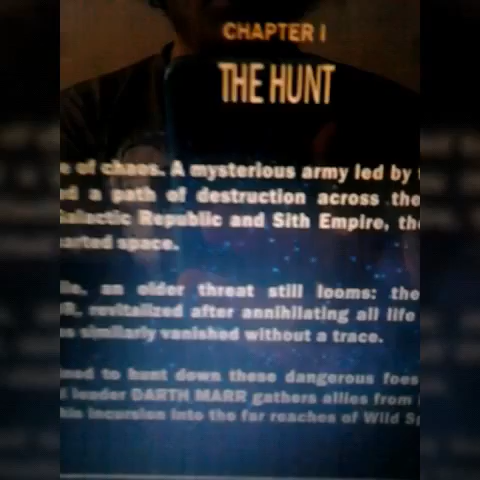 CHAPTER I
THE HUNT
of chaos. A mysterious army led by
a path of destruction across the
Galactic Republic and Sith Empire,
space.
an older threat still looms: the
revitalized after annihilating all life
similarly vanished without a trace.
to hunt down these dangerous foes
leader DARTH MARR gathers allies from
incursion into the far reaches of Wild